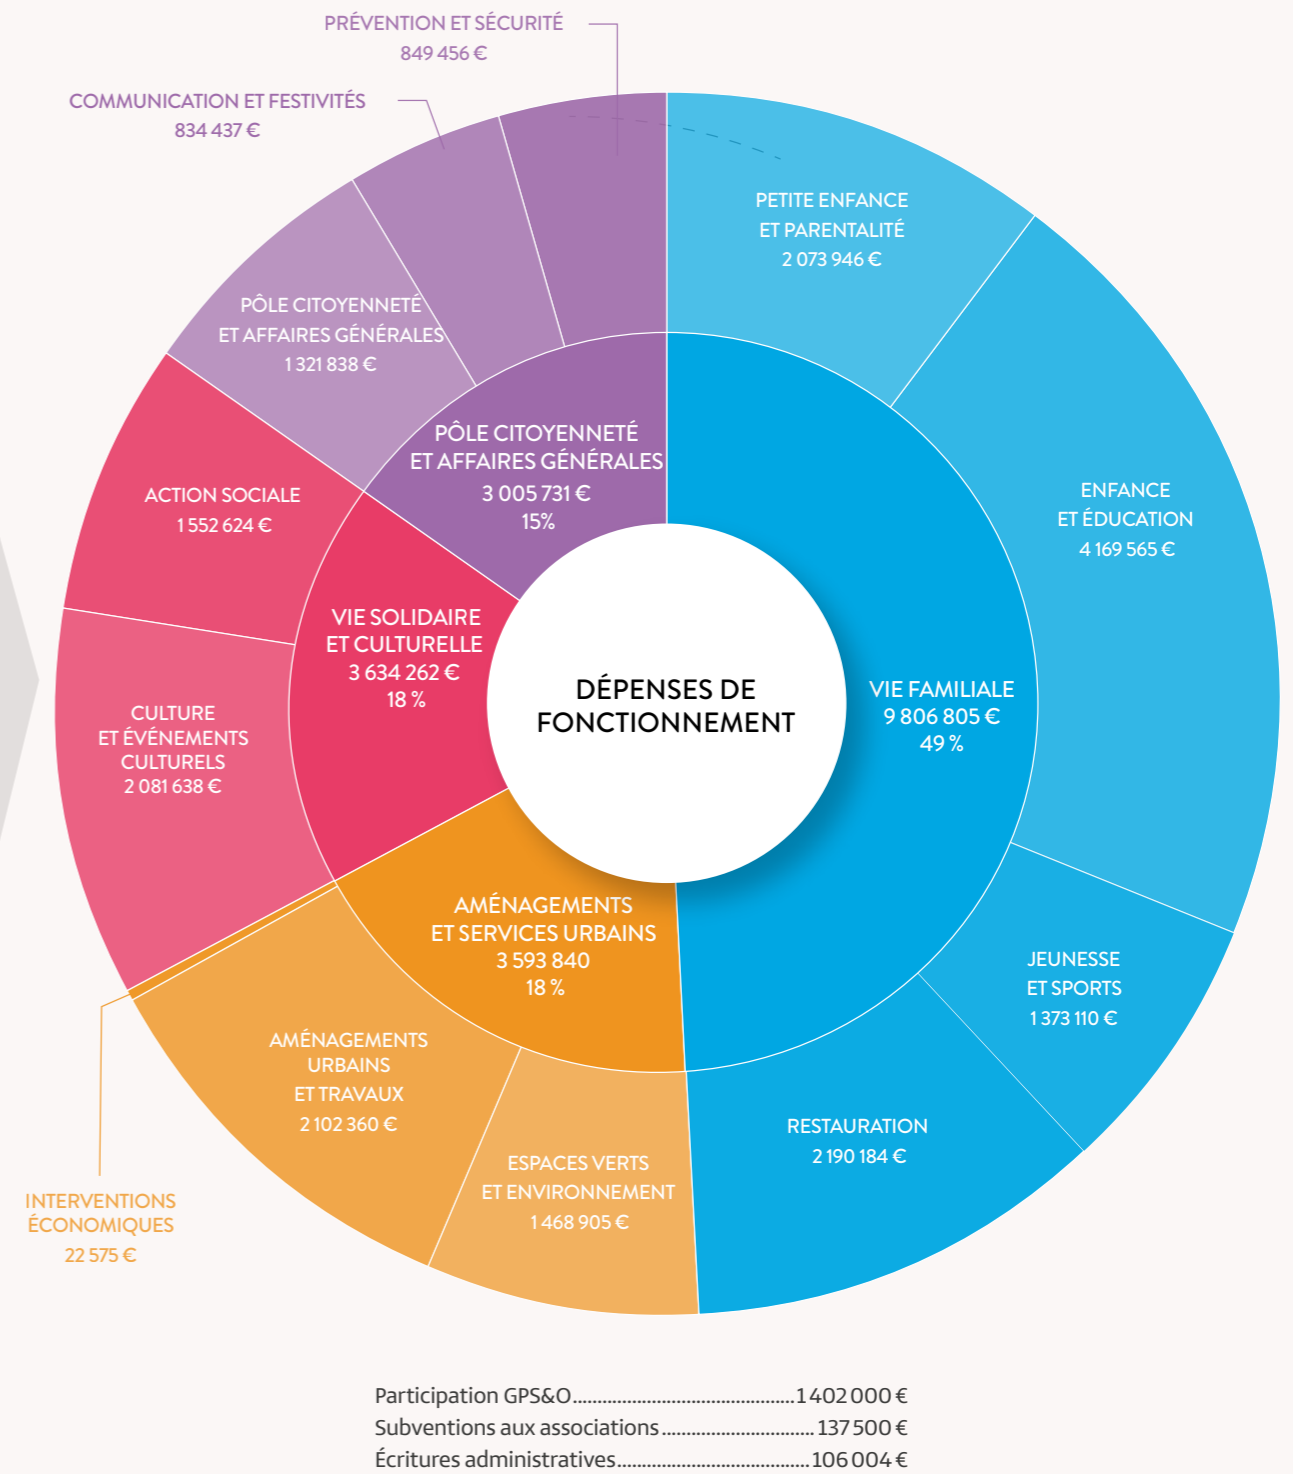 PRÉVENTION ET SÉCURITÉ
849 456 €
COMMUNICATION ET FESTIVITÉS
834 437 €
PETITE ENFANCE
ET PARENTALITÉ
2 073 946 €
PÔLE CITOYENNETÉ
ET AFFAIRES GÉNÉRALES
1 321 838 €
PÔLE CITOYENNETÉ
ET AFFAIRES GÉNÉRALES
3 005 731 €
15%
ACTION SOCIALE
1 552 624 €
ENFANCE
ET ÉDUCATION
4 169 565 €
VIE SOLIDAIRE
ET CULTURELLE
3 634 262 €
18 %
DÉPENSES DE
FONCTIONNEMENT
VIE FAMILIALE
9 806 805 €
49 %
CULTURE
ET ÉVÉNEMENTS
CULTURELS
2 081 638 €
AMÉNAGEMENTS
ET SERVICES URBAINS
3 593 840
18 %
JEUNESSE
ET SPORTS
1 373 110 €
AMÉNAGEMENTS
URBAINS
ET TRAVAUX
2 102 360 €
RESTAURATION
2 190 184 €
ESPACES VERTS
ET ENVIRONNEMENT
1 468 905 €
INTERVENTIONS
ÉCONOMIQUES
22 575 €
Participation GPS&O...............................................1 402 000 €
Subventions aux associations................................. 137 500 €
Écritures administratives.........................................106 004 €